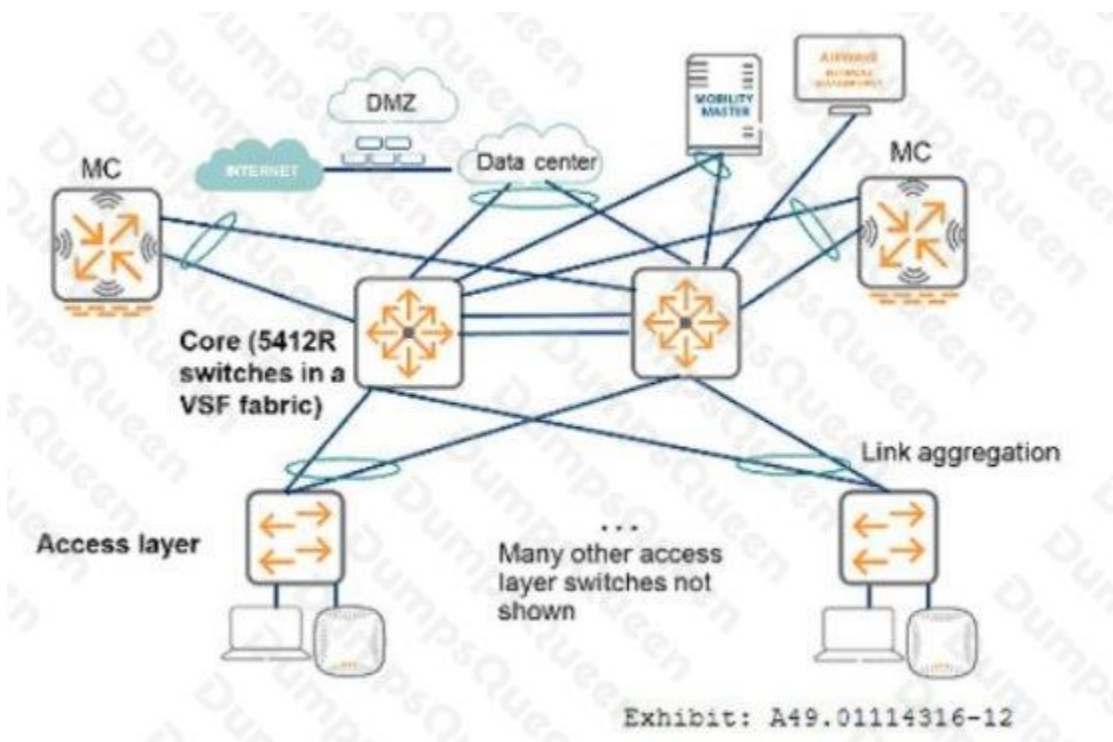 DMZ
MOBILITY
MASTER
MC
INTERNET
Data center
MC
Core (5412R
switches in a
VSF fabric)
Link aggregation
Access layer
...
Many other access
layer switches not
shown
Exhibit: A49.01114316-12
DumpsQueen